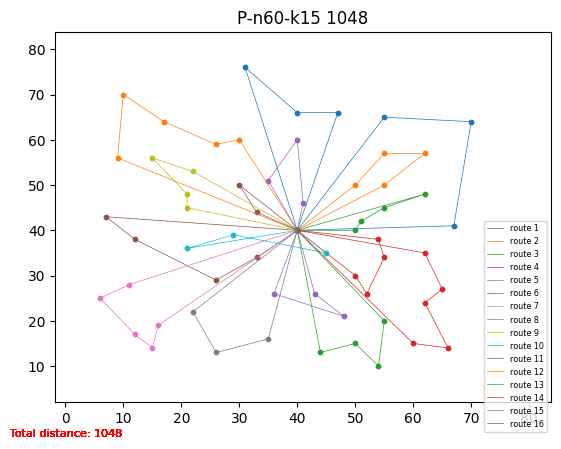 P-n60-k15 1048
80
70
60
50
40
30
20
10
0 10 20 30 40 50 60 70 80
route 1
route 2
route 3
route 4
route 5
route 6
route 7
route 8
route 9
route 10
route 11
route 12
route 13
route 14
route 15
route 16
Total distance: 1048